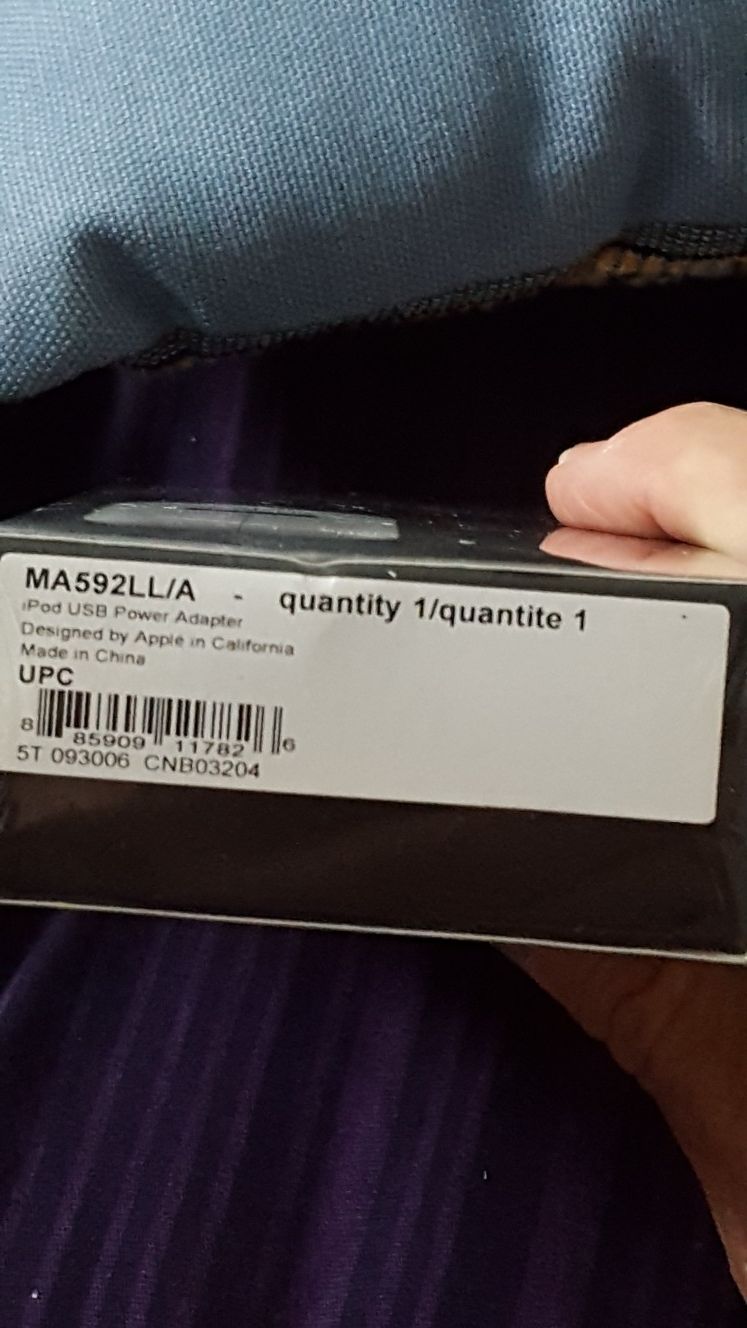 MA592LL/A - quantity 1/quantite 1
iPod USB Power Adapter
Designed by Apple in California
Made in China
UPC
8 85909 11782 6
5T 093006 CNB03204